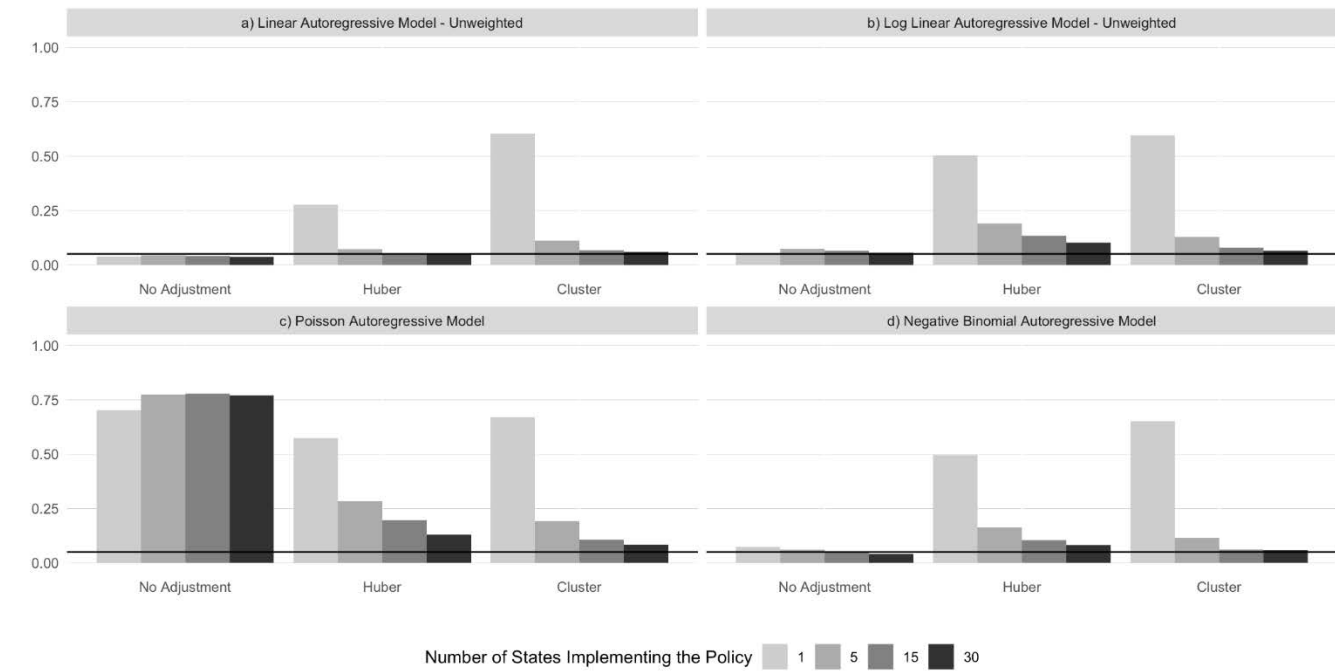 a) Linear Autoregressive Model - Unweighted
b) Log Linear Autoregressive Model - Unweighted
1.00
0.75
0.50
0.25
0.00
No Adjustment
Huber
Cluster
No Adjustment
Huber
Cluster
c) Poisson Autoregressive Model
d) Negative Binomial Autoregressive Model
1.00
0.75
0.50
0.25
0.00
No Adjustment
Huber
Cluster
No Adjustment
Huber
Cluster
Number of States Implementing the Policy 1 5 15 30